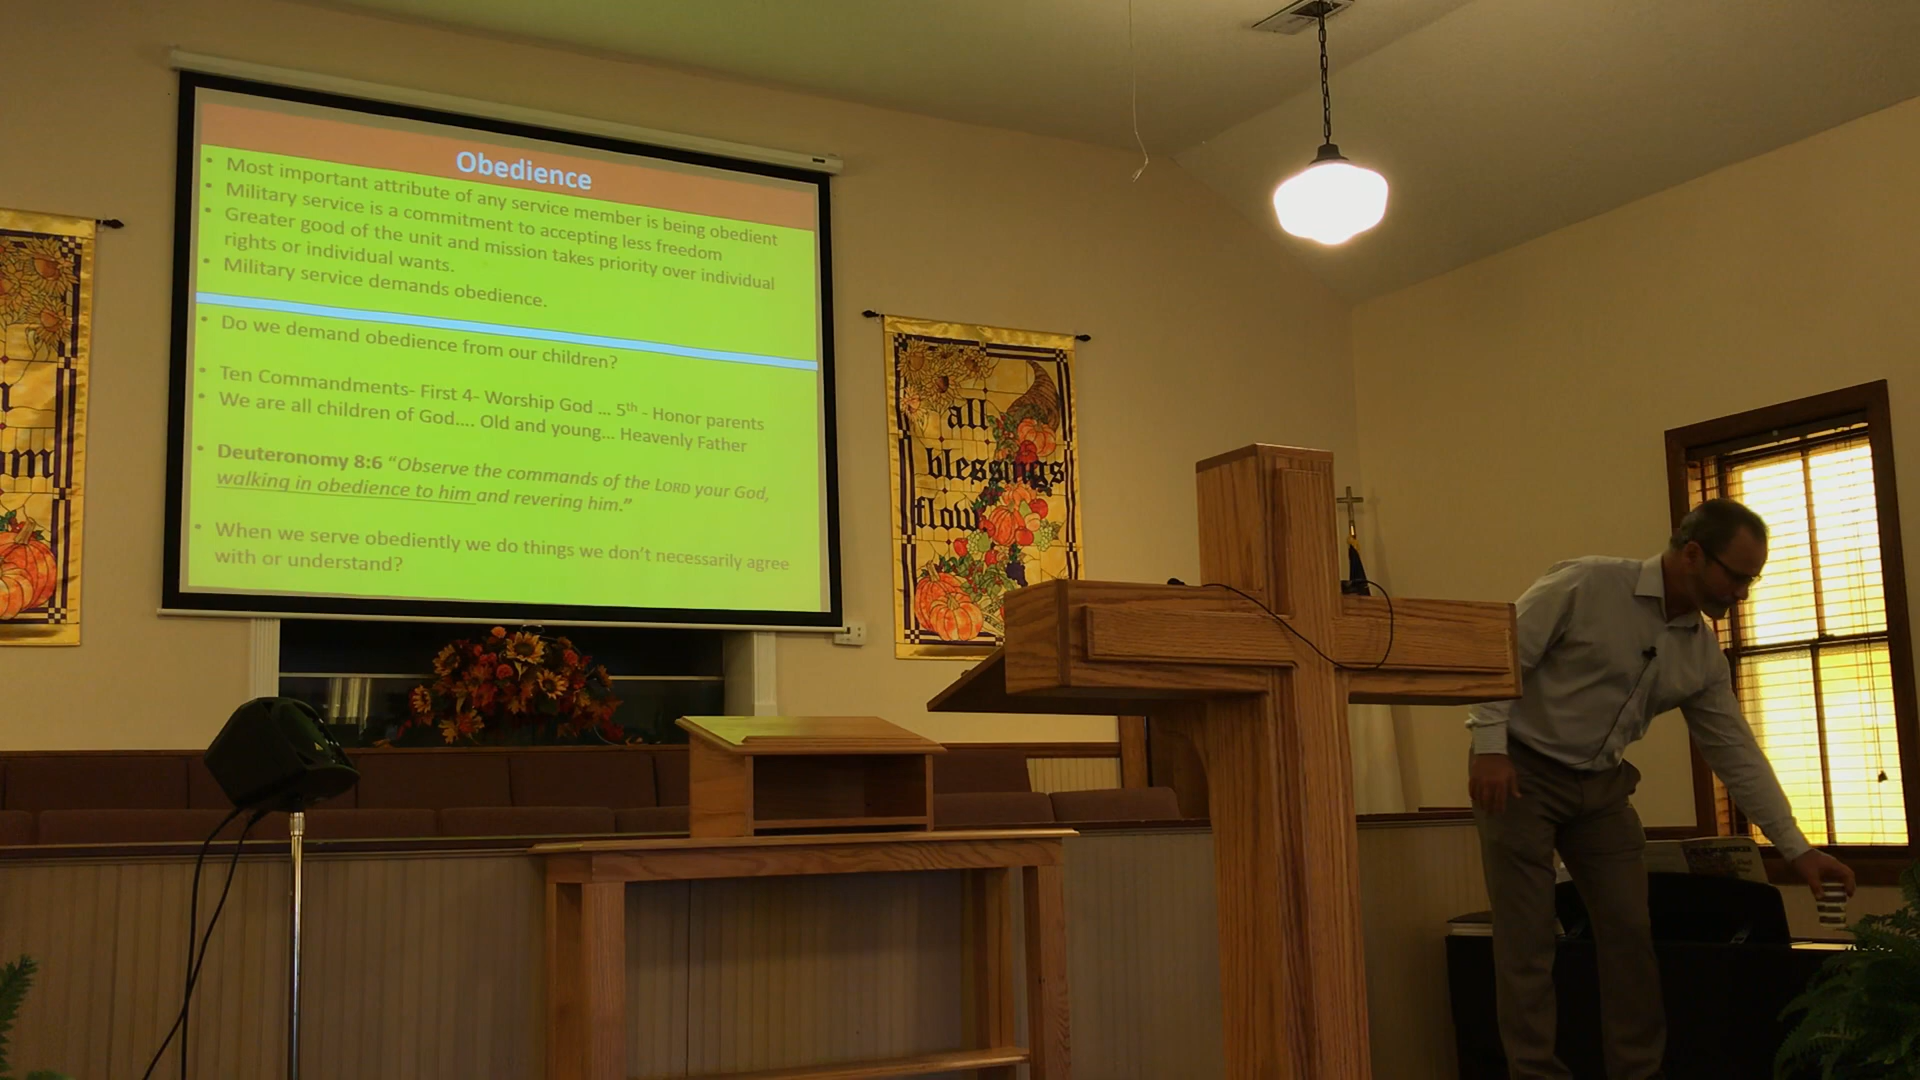 Obedience
• Most important attribute of any service member is being obedient
• Military service is a commitment to accepting less freedom
• Greater good of the unit and mission takes priority over individual
rights or individual wants.
• Military service demands obedience.
• Do we demand obedience from our children?
• Ten Commandments- First 4- Worship God ... 5th - Honor parents
• We are all children of God.... Old and young... Heavenly Father
• Deuteronomy 8:6 “Observe the commands of the LORD your God,
walking in obedience to him and revering him.”
• When we serve obediently we do things we don't necessarily agree
with or understand?
all
blessings
flow.